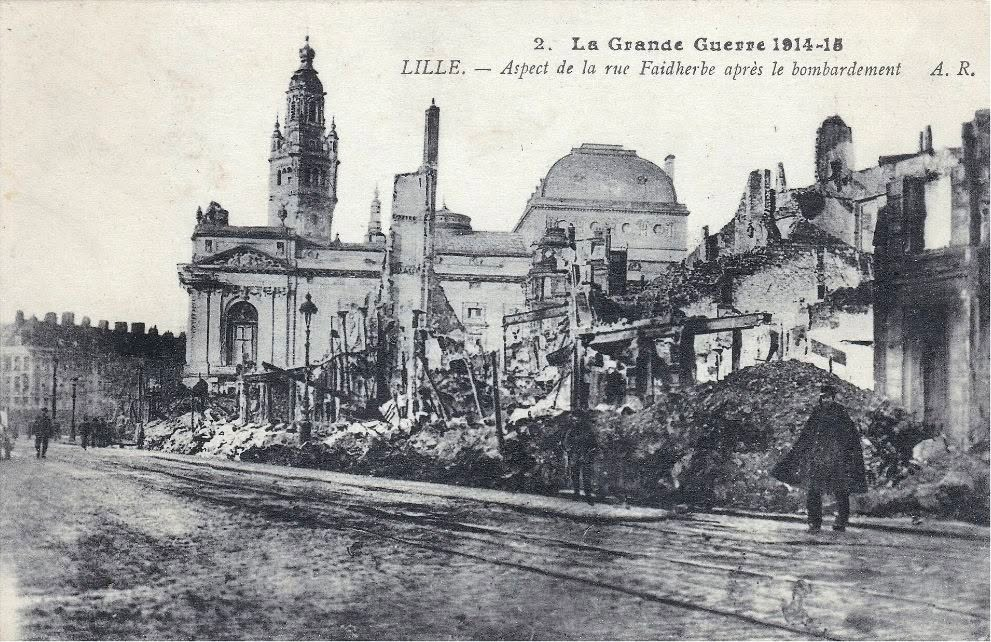 2. La Grande Guerre 1914-15
LILLE. — Aspect de la rue Faidherbe après le bombardement A. R.